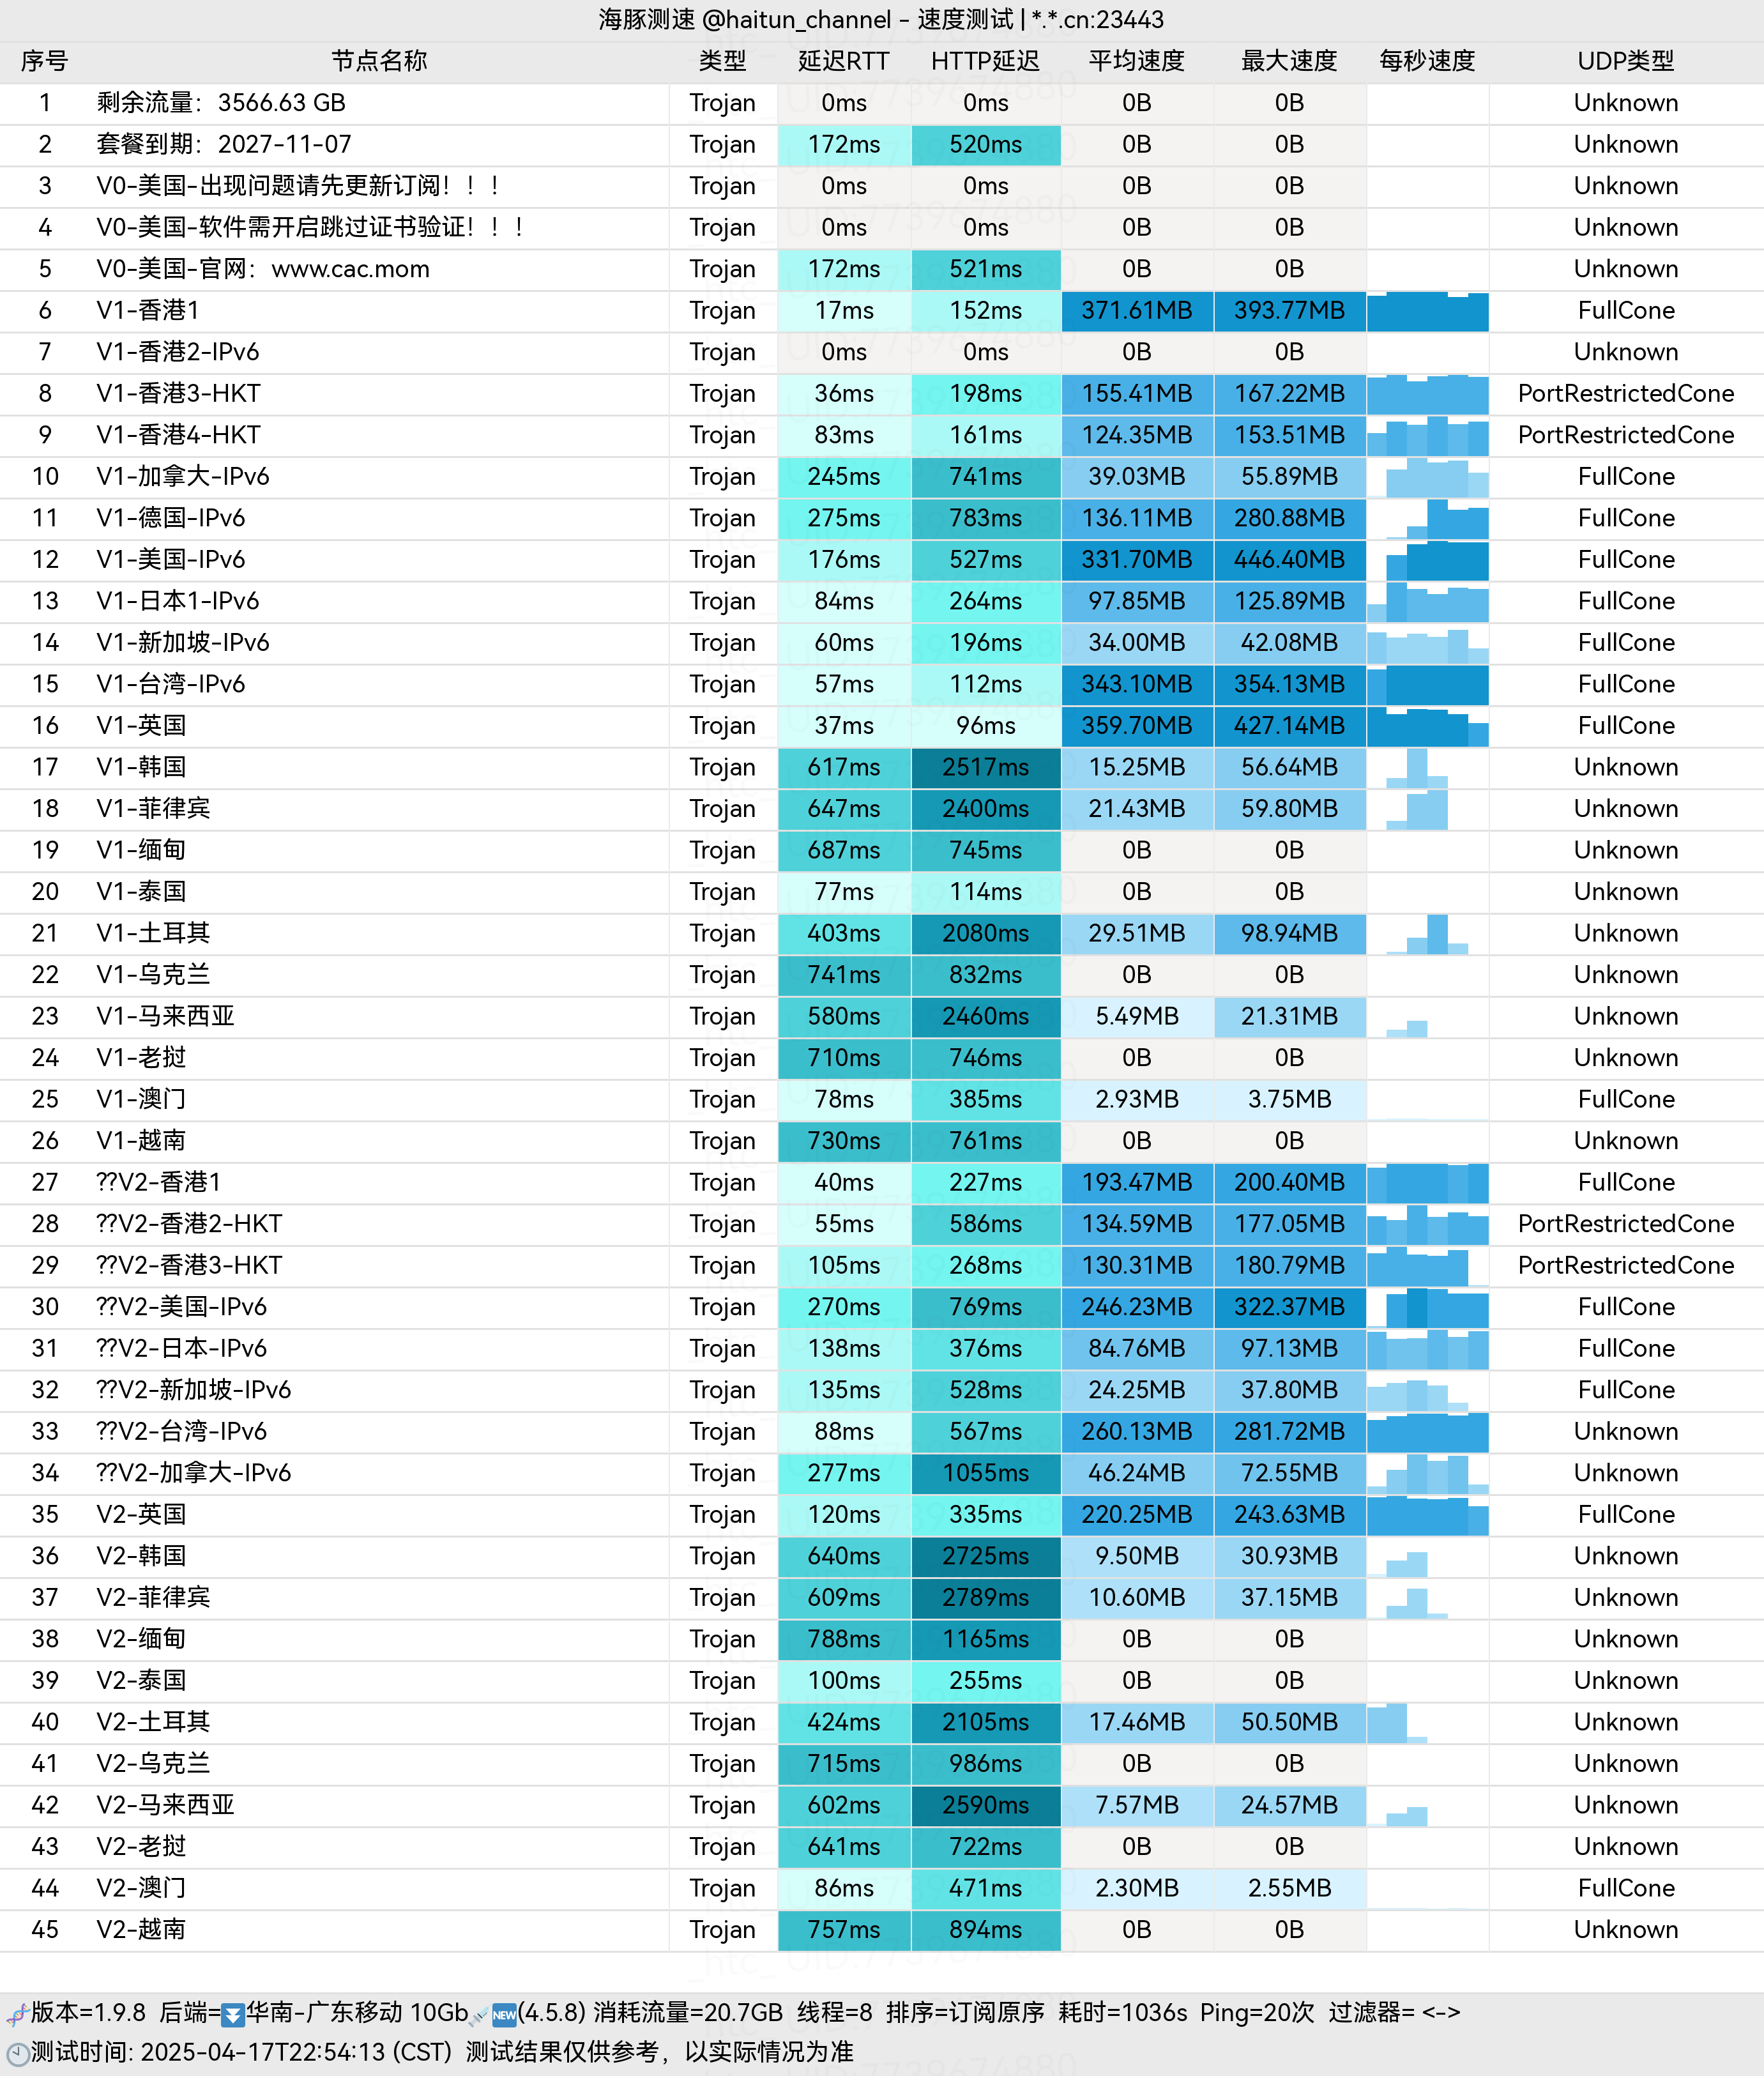 海豚测速 @haitun_channel - 速度测试 | *.*.cn:23443
序号 节点名称 类型 延迟RTT HTTP延迟 平均速度 最大速度 每秒速度 UDP类型
1 剩余流量：3566.63 GB Trojan 0ms 0ms 0B 0B Unknown
2 套餐到期：2027-11-07 Trojan 172ms 520ms 0B 0B Unknown
3 V0-美国-出现问题请先更新订阅！！！ Trojan 0ms 0ms 0B 0B Unknown
4 V0-美国-软件需开启跳过证书验证！！！ Trojan 0ms 0ms 0B 0B Unknown
5 V0-美国-官网：www.cac.mom Trojan 172ms 521ms 0B 0B Unknown
6 V1-香港1 Trojan 17ms 152ms 371.61MB 393.77MB FullCone
7 V1-香港2-IPv6 Trojan 0ms 0ms 0B 0B Unknown
8 V1-香港3-HKT Trojan 36ms 198ms 155.41MB 167.22MB PortRestrictedCone
9 V1-香港4-HKT Trojan 83ms 161ms 124.35MB 153.51MB PortRestrictedCone
10 V1-加拿大-IPv6 Trojan 245ms 741ms 39.03MB 55.89MB FullCone
11 V1-德国-IPv6 Trojan 275ms 783ms 136.11MB 280.88MB FullCone
12 V1-美国-IPv6 Trojan 176ms 527ms 331.70MB 446.40MB FullCone
13 V1-日本1-IPv6 Trojan 84ms 264ms 97.85MB 125.89MB FullCone
14 V1-新加坡-IPv6 Trojan 60ms 196ms 34.00MB 42.08MB FullCone
15 V1-台湾-IPv6 Trojan 57ms 112ms 343.10MB 354.13MB FullCone
16 V1-英国 Trojan 37ms 96ms 359.70MB 427.14MB FullCone
17 V1-韩国 Trojan 617ms 2517ms 15.25MB 56.64MB Unknown
18 V1-菲律宾 Trojan 647ms 2400ms 21.43MB 59.80MB Unknown
19 V1-缅甸 Trojan 687ms 745ms 0B 0B Unknown
20 V1-泰国 Trojan 77ms 114ms 0B 0B Unknown
21 V1-土耳其 Trojan 403ms 2080ms 29.51MB 98.94MB Unknown
22 V1-乌克兰 Trojan 741ms 832ms 0B 0B Unknown
23 V1-马来西亚 Trojan 580ms 2460ms 5.49MB 21.31MB Unknown
24 V1-老挝 Trojan 710ms 746ms 0B 0B Unknown
25 V1-澳门 Trojan 78ms 385ms 2.93MB 3.75MB FullCone
26 V1-越南 Trojan 730ms 761ms 0B 0B Unknown
27 ??V2-香港1 Trojan 40ms 227ms 193.47MB 200.40MB FullCone
28 ??V2-香港2-HKT Trojan 55ms 586ms 134.59MB 177.05MB PortRestrictedCone
29 ??V2-香港3-HKT Trojan 105ms 268ms 130.31MB 180.79MB PortRestrictedCone
30 ??V2-美国-IPv6 Trojan 270ms 769ms 246.23MB 322.37MB FullCone
31 ??V2-日本-IPv6 Trojan 138ms 376ms 84.76MB 97.13MB FullCone
32 ??V2-新加坡-IPv6 Trojan 135ms 528ms 24.25MB 37.80MB FullCone
33 ??V2-台湾-IPv6 Trojan 88ms 567ms 260.13MB 281.72MB Unknown
34 ??V2-加拿大-IPv6 Trojan 277ms 1055ms 46.24MB 72.55MB Unknown
35 V2-英国 Trojan 120ms 335ms 220.25MB 243.63MB FullCone
36 V2-韩国 Trojan 640ms 2725ms 9.50MB 30.93MB Unknown
37 V2-菲律宾 Trojan 609ms 2789ms 10.60MB 37.15MB Unknown
38 V2-缅甸 Trojan 788ms 1165ms 0B 0B Unknown
39 V2-泰国 Trojan 100ms 255ms 0B 0B Unknown
40 V2-土耳其 Trojan 424ms 2105ms 17.46MB 50.50MB Unknown
41 V2-乌克兰 Trojan 715ms 986ms 0B 0B Unknown
42 V2-马来西亚 Trojan 602ms 2590ms 7.57MB 24.57MB Unknown
43 V2-老挝 Trojan 641ms 722ms 0B 0B Unknown
44 V2-澳门 Trojan 86ms 471ms 2.30MB 2.55MB FullCone
45 V2-越南 Trojan 757ms 894ms 0B 0B Unknown
版本=1.9.8 后端=⏬华南-广东移动 10Gb💉🆕(4.5.8) 消耗流量=20.7GB 线程=8 排序=订阅原序 耗时=1036s Ping=20次 过滤器= <->
测试时间: 2025-04-17T22:54:13 (CST) 测试结果仅供参考，以实际情况为准